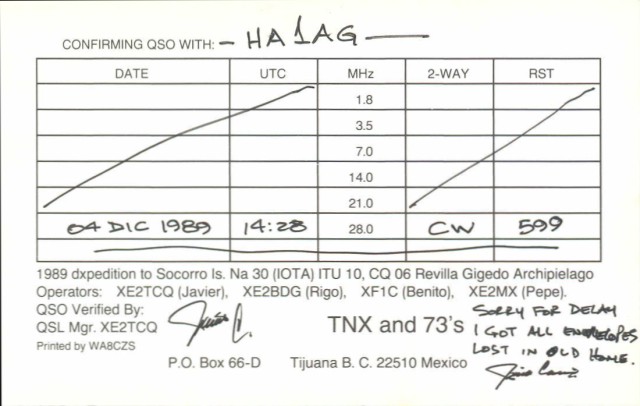 CONFIRMING QSO WITH: - HA1AG -
DATE UTC MHz 2-WAY RST
1.8
3.5
7.0
14.0
21.0
04 DIC 1989 14:28 28.0 CW 599
1989 dxpedition to Socorro Is. Na 30 (IOTA) ITU 10, CQ 06 Revilla Gigedo Archipielago
Operators: XE2TCQ (Javier), XE2BDG (Rigo), XF1C (Benito), XE2MX (Pepe).
QSO Verified By:
QSL Mgr. XE2TCQ
Printed by WA8CZS
TNX and 73's
SORRY FOR DELAY
I GOT ALL ENVELOPES
LOST IN OLD HOME.
P.O. Box 66-D Tijuana B. C. 22510 Mexico